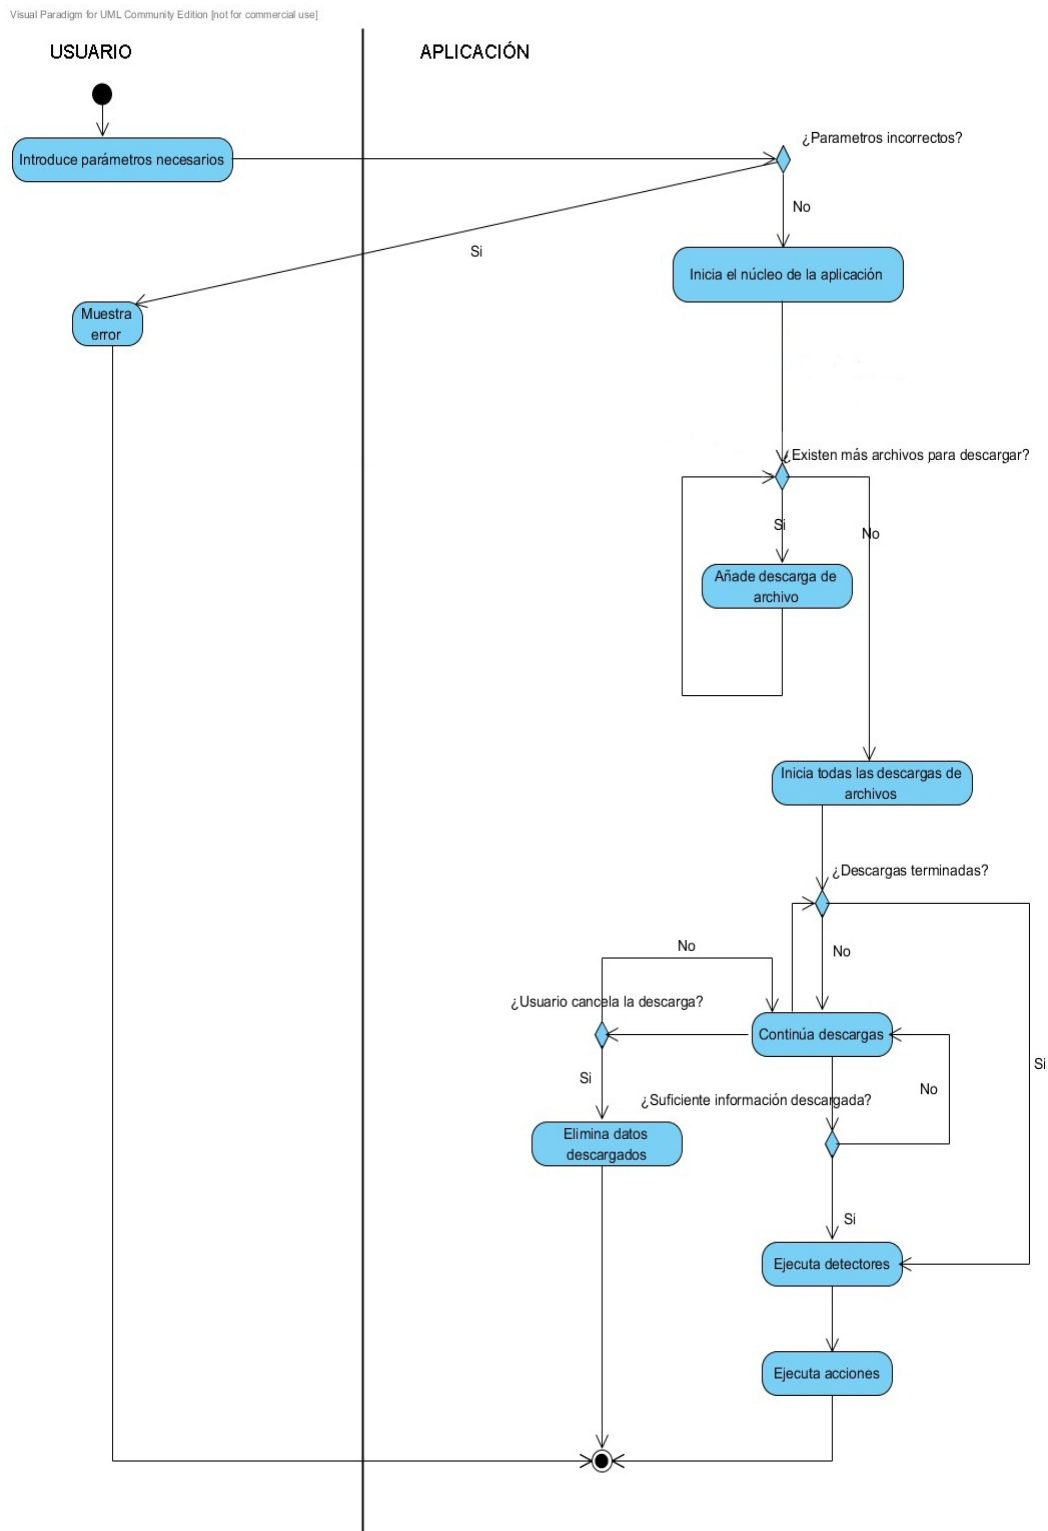 Visual Paradigm for UML Community Edition [not for commercial use]
USUARIO
APLICACIÓN
¿Parametros incorrectos?
Introduce parámetros necesarios
No
Si
Inicia el núcleo de la aplicación
Muestra
error
¿Existen más archivos para descargar?
Si
No
Añade descarga de
archivo
Inicia todas las descargas de
archivos
¿Descargas terminadas?
No
No
¿Usuario cancela la descarga?
Continúa descargas
Si
Si
No
¿Suficiente información descargada?
Elimina datos
descargados
Si
Ejecuta detectores
Ejecuta acciones